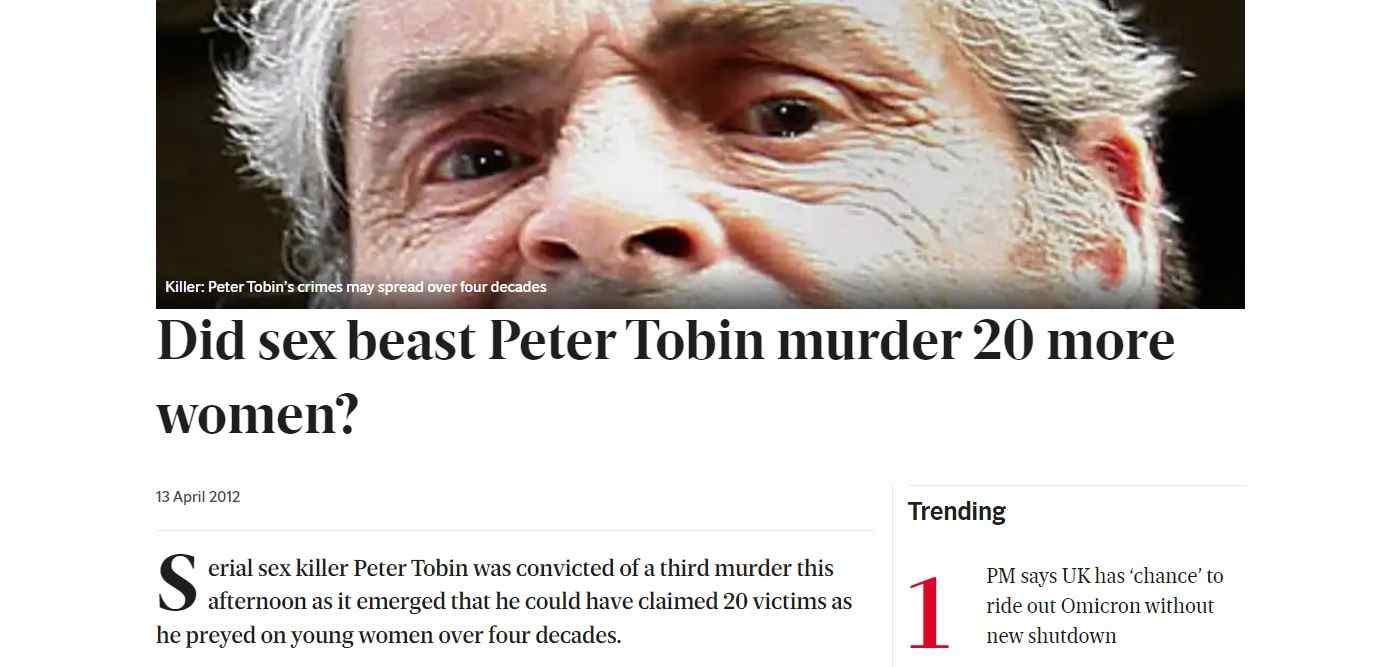 Killer: Peter Tobin's crimes may spread over four decades
Did sex beast Peter Tobin murder 20 more
women?
13 April 2012
Serial sex killer Peter Tobin was convicted of a third murder this
afternoon as it emerged that he could have claimed 20 victims as
he preyed on young women over four decades.
Trending
1
PM says UK has ‘chance’ to
ride out Omicron without
new shutdown